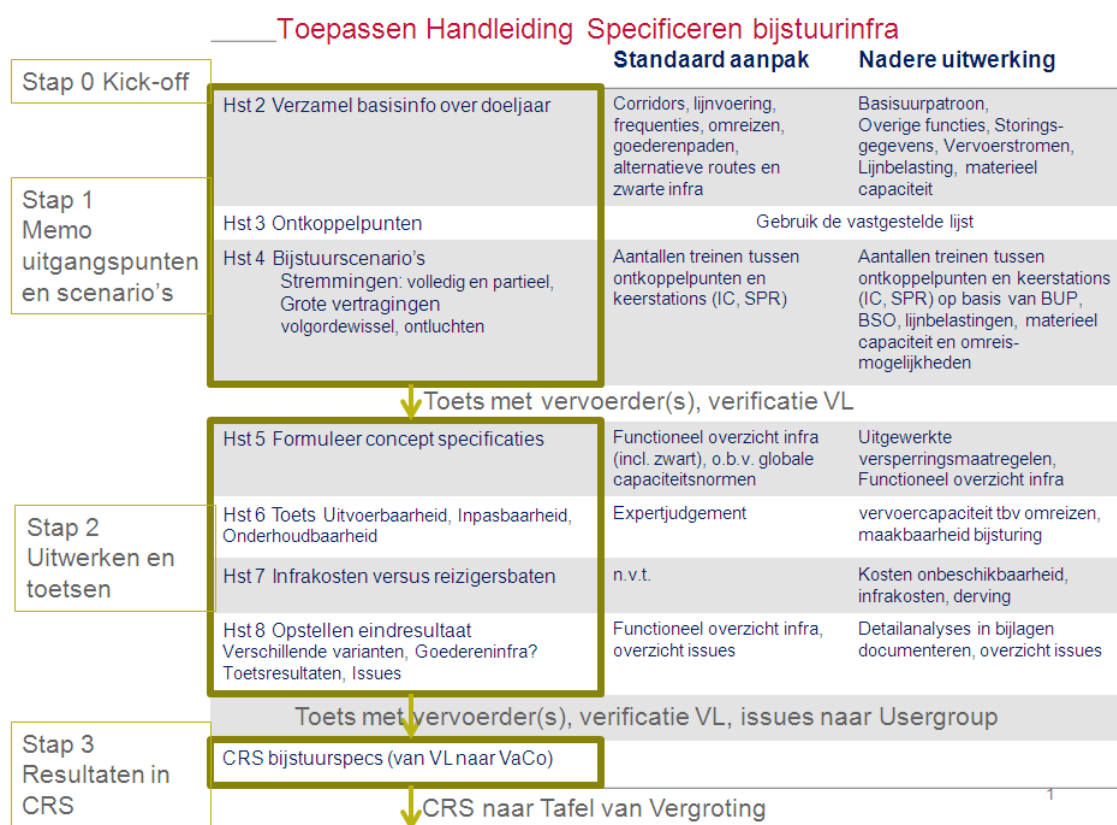 ____Toepassen Handleiding Specificeren bijstuurinfra
Standaard aanpak
Nadere uitwerking
Stap 0 Kick-off
Hst 2 Verzamel basisinfo over doeljaar
Corridors, lijnvoering,
frequenties, omreizen,
goederenpaden,
alternatieve routes en
zwarte infra
Basisuurpatroon,
Overige functies, Storings-
gegevens, Vervoerstromen,
Lijnbelasting, materieel
capaciteit
Stap 1
Memo
uitgangspunten
en scenario's
Hst 3 Ontkoppelpunten
Gebruik de vastgestelde lijst
Hst 4 Bijstuurscenario's
Stremmingen: volledig en partieel,
Grote vertragingen
volgordewissel, ontluchten
Aantallen treinen tussen
ontkoppelpunten en
keerstations (IC, SPR)
Aantallen treinen tussen
ontkoppelpunten en
keerstations
(IC, SPR) op basis van BUP,
BSO, lijnbelastingen, materieel
capaciteit en omreis-
mogelijkheden
Toets met vervoerder(s), verificatie VL
Hst 5 Formuleer concept specificaties
Functioneel overzicht infra
(incl. zwart), o.b.v. globale
capaciteitsnormen
Uitgewerkte
versperringsmaatregelen,
Functioneel overzicht infra
Stap 2
Uitwerken en
toetsen
Hst 6 Toets Uitvoerbaarheid, Inpasbaarheid,
Onderhoudbaarheid
Expertjudgement
vervoercapaciteit tbv omreizen,
maakbaarheid bijsturing
Hst 7 Infrakosten versus reizigersbaten
n.v.t.
Kosten onbeschikbaarheid,
infrakosten, derving
Hst 8 Opstellen eindresultaat
Verschillende varianten, Goedereninfra?
Toetsresultaten, Issues
Functioneel overzicht infra,
overzicht issues
Detailanalyses in bijlagen
documenteren, overzicht issues
Toets met vervoerder(s), verificatie VL, issues naar Usergroup
Stap 3
Resultaten in
CRS
CRS bijstuurspecs (van VL naar VaCo)
1
CRS naar Tafel van Vergroting